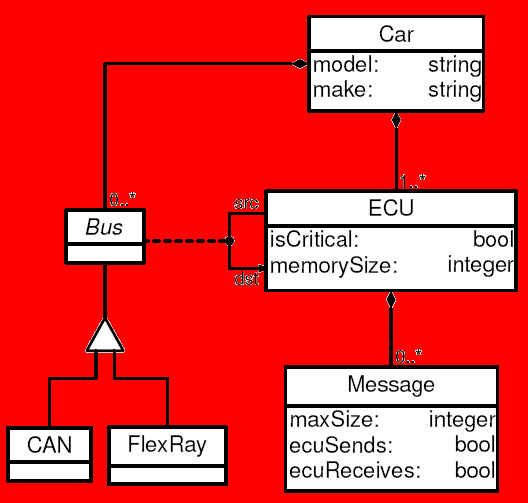 Car
model: string
make: string
0..*
1..*
src
Bus
ECU
isCritical: bool
memorySize: integer
dst
0..*
Message
maxSize: integer
ecuSends: bool
ecuReceives: bool
CAN
FlexRay